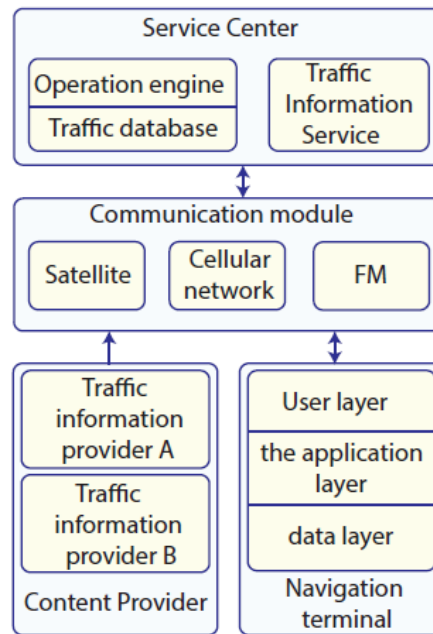 Service Center
Operation engine
Traffic database
Traffic
Information
Service
Communication module
Satellite
Cellular
network
FM
Traffic
information
provider A
Traffic
information
provider B
Content Provider
User layer
the application
layer
data layer
Navigation
terminal